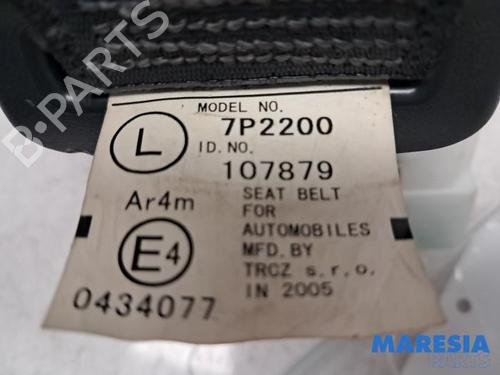 MODEL NO.
7P2200
L
I D. NO.
107879
Ar4m
SEAT BELT
FOR
AUTOMOBILES
MFD. BY
TRCZ s. r. o.
IN 2005
E4
0434077
B-PARTS
MARESIA
PARTS